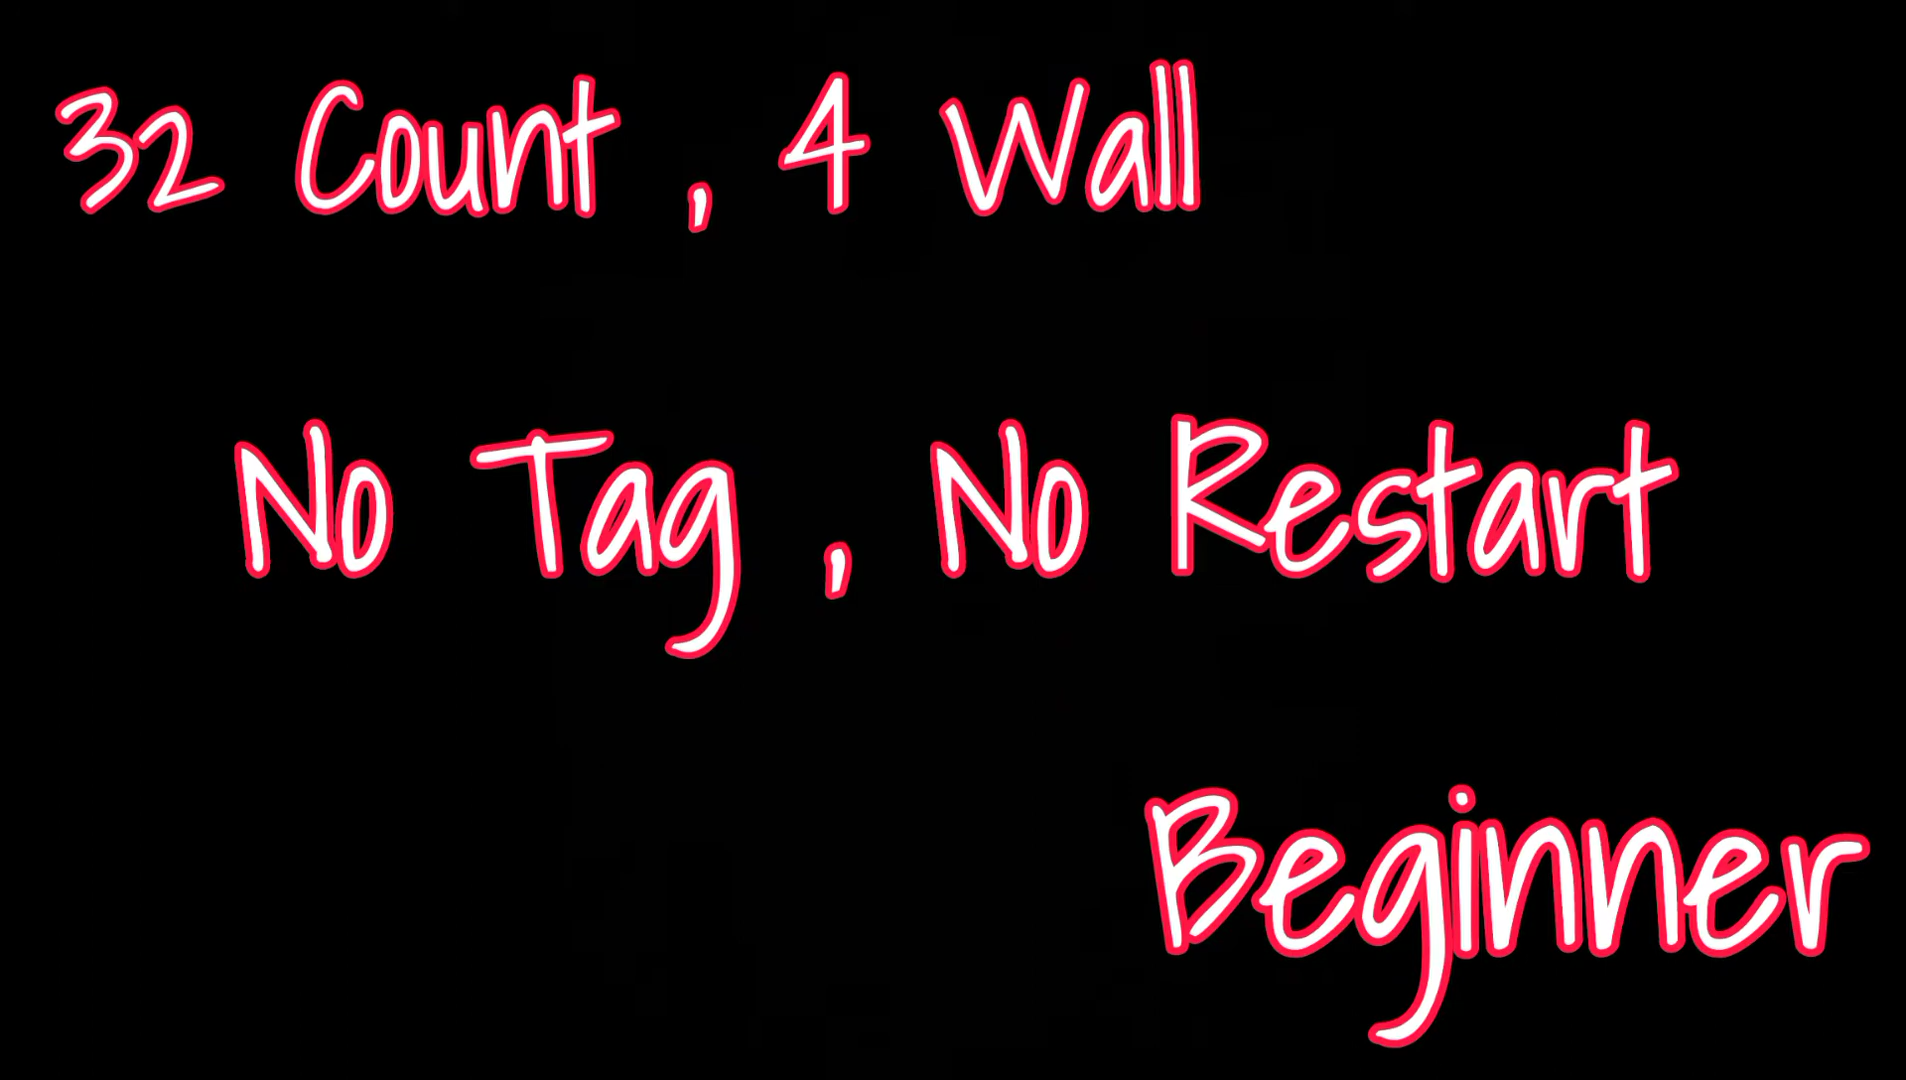 32 Count , 4 Wall
No Tag , No Restart
Beginner